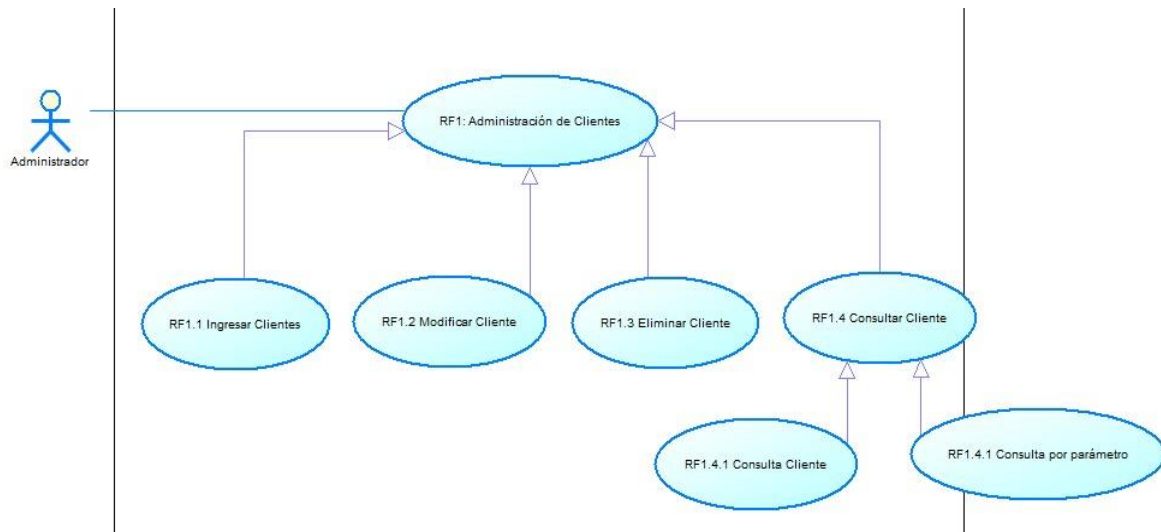 RF1: Administración de Clientes
Administrador
RF1.1 Ingresar Clientes
RF1.2 Modificar Cliente
RF1.3 Eliminar Cliente
RF1.4 Consultar Cliente
RF1.4.1 Consulta Cliente
RF1.4.1 Consulta por parámetro